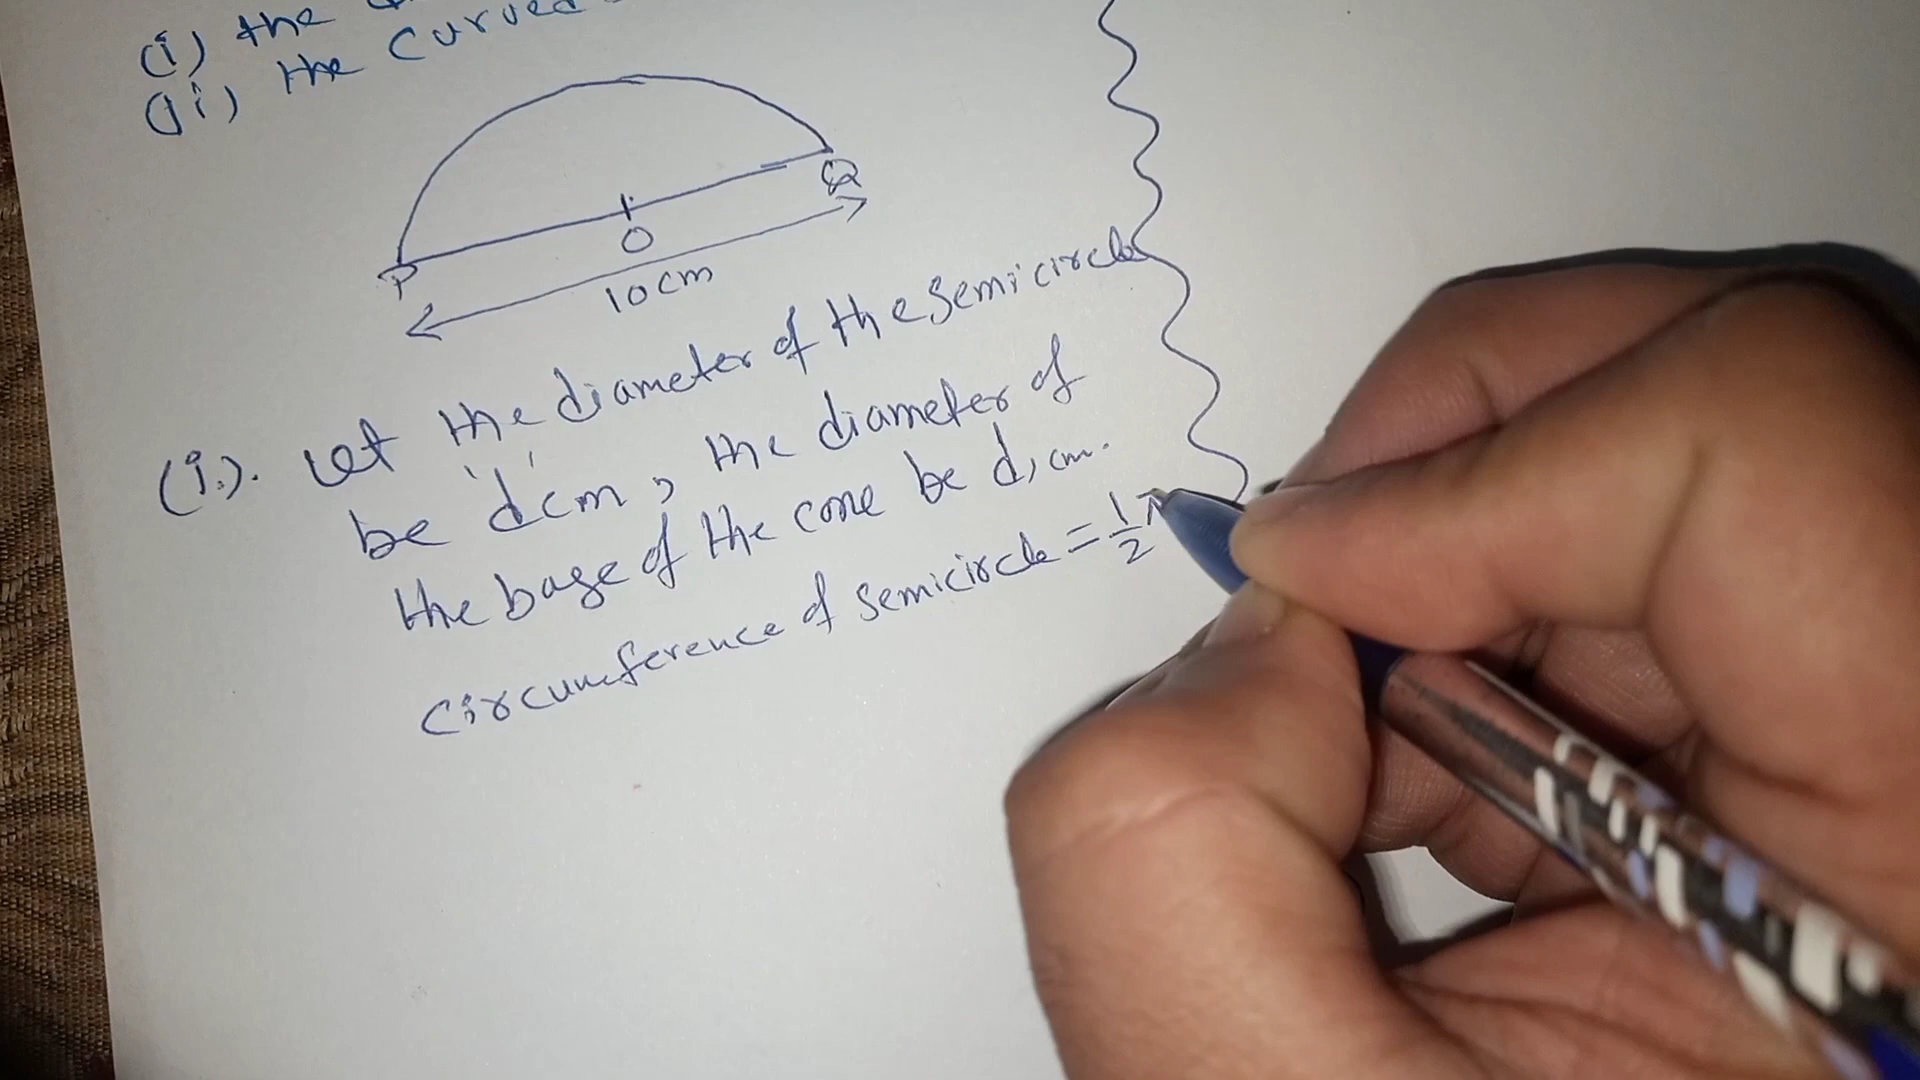 (i) the
(ii) the curved
P
O
Q
10cm
(i). Let the diameter of the semicircle
be 'd'cm, the diameter of
the base of the cone be d, cm.
circumference of semicircle = 1/2 π